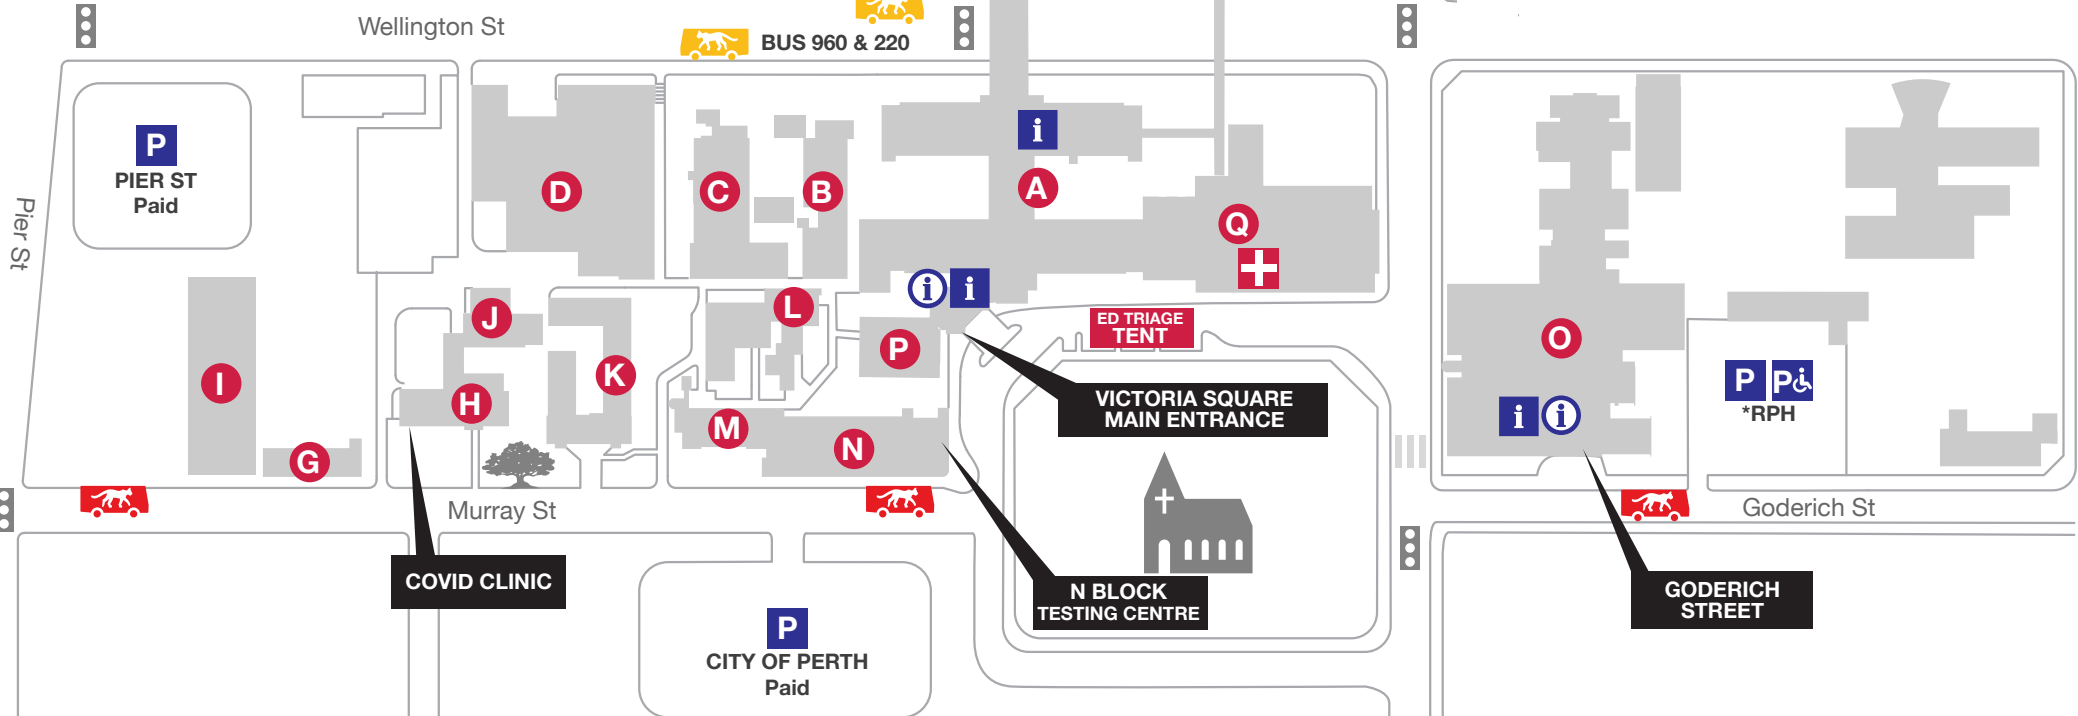 Wellington St
BUS 960 & 220
P
PIER ST
Paid
Pier St
i
D
C
B
A
Q
i
i
J
L
ED TRIAGE
TENT
P
O
I
K
H
VICTORIA SQUARE
MAIN ENTRANCE
P
P
*RPH
i
i
M
N
G
Murray St
Goderich St
COVID CLINIC
N BLOCK
TESTING CENTRE
GODERICH
STREET
P
CITY OF PERTH
Paid